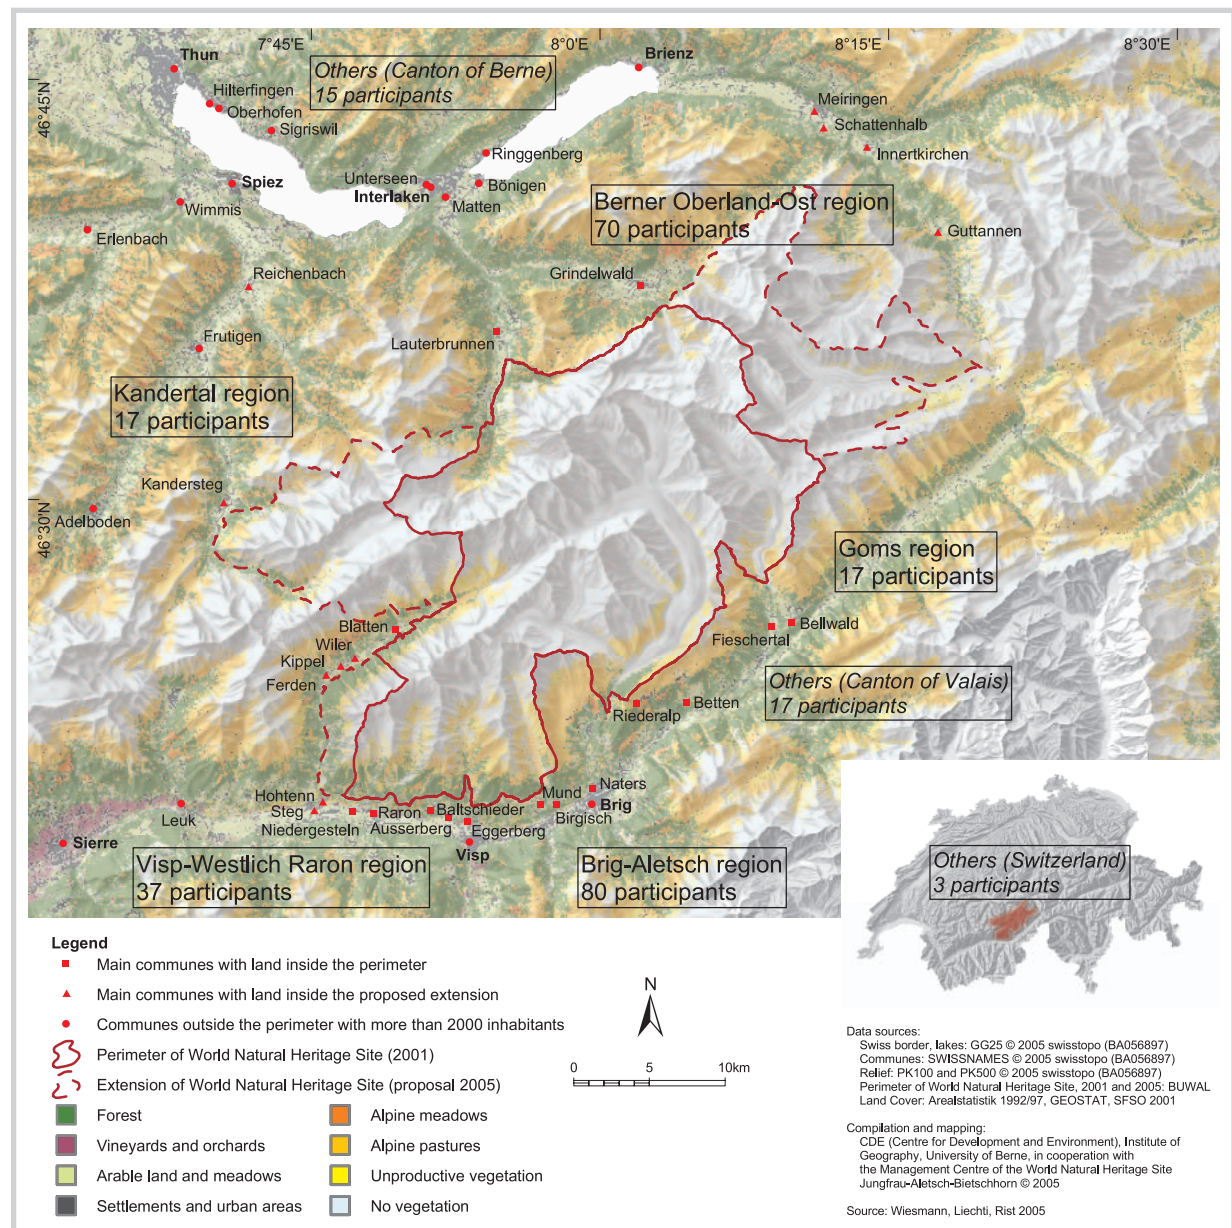 7°45'E
8°0'E
8°15'E
8°30'E
46°45'N
46°30'N
Thun
Others (Canton of Berne)
15 participants
Brienz
Hilterfingen
Oberhofen
Sigriswil
Meiringen
Schattenhalb
Innertkirchen
Ringgenberg
Unterseen
Interlaken
Bönigen
Matten
Spiez
Wimmis
Erlenbach
Berner Oberland-Ost region
70 participants
Guttannen
Reichenbach
Grindelwald
Frutigen
Lauterbrunnen
Kandertal region
17 participants
Kandersteg
Adelboden
Goms region
17 participants
Blatten
Wiler
Kippel
Ferden
Fieschertal
Bellwald
Others (Canton of Valais)
17 participants
Riederalp
Betten
Hohtenn
Steg
Niedergesteln
Raron
Ausserberg
Baltschieder
Eggerberg
Mund
Birgisch
Naters
Brig
Visp
Leuk
Sierre
Visp-Westlich Raron region
37 participants
Brig-Aletsch region
80 participants
Others (Switzerland)
3 participants
Legend
Main communes with land inside the perimeter
Main communes with land inside the proposed extension
Communes outside the perimeter with more than 2000 inhabitants
Perimeter of World Natural Heritage Site (2001)
Extension of World Natural Heritage Site (proposal 2005)
Forest
Vineyards and orchards
Arable land and meadows
Settlements and urban areas
Alpine meadows
Alpine pastures
Unproductive vegetation
No vegetation
N
0 5 10km
Data sources:
Swiss border, lakes: GG25 © 2005 swisstopo (BA056897)
Communes: SWISSNAMES © 2005 swisstopo (BA056897)
Relief: PK100 and PK500 © 2005 swisstopo (BA056897)
Perimeter of World Natural Heritage Site, 2001 and 2005: BUWAL
Land Cover: Arealstatistik 1992/97, GEOSTAT, SFSO 2001
Compilation and mapping:
CDE (Centre for Development and Environment), Institute of
Geography, University of Berne, in cooperation with
the Management Centre of the World Natural Heritage Site
Jungfrau-Aletsch-Bietschhorn © 2005
Source: Wiesmann, Liechti, Rist 2005